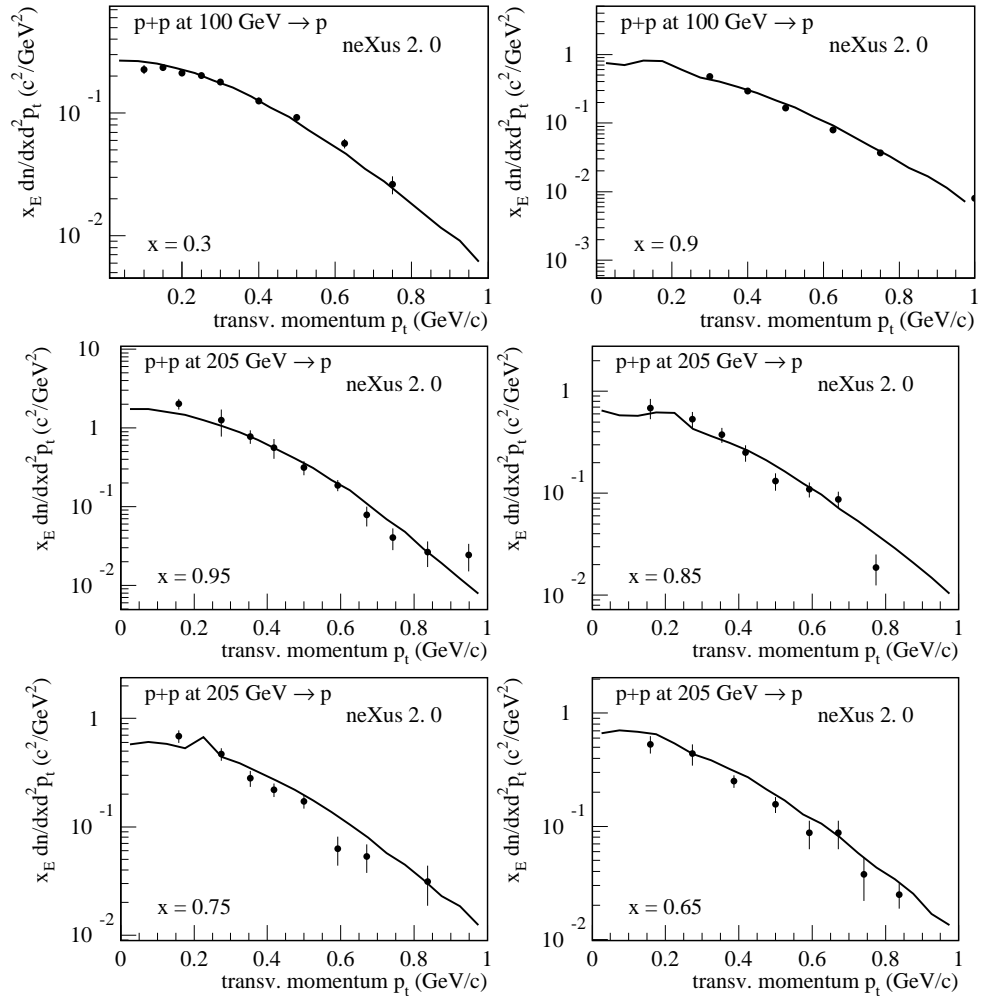 p+p at 100 GeV → p
neXus 2. 0
x_E dn/dxd²p_t (c²/GeV²)
10⁻¹
10⁻²
x = 0.3
0.2 0.4 0.6 0.8 1
transv. momentum p_t (GeV/c)
p+p at 100 GeV → p
neXus 2. 0
x_E dn/dxd²p_t (c²/GeV²)
1
10⁻¹
10⁻²
10⁻³
x = 0.9
0 0.2 0.4 0.6 0.8 1
transv. momentum p_t (GeV/c)
p+p at 205 GeV → p
neXus 2. 0
x_E dn/dxd²p_t (c²/GeV²)
10
1
10⁻¹
10⁻²
x = 0.95
0 0.2 0.4 0.6 0.8 1
transv. momentum p_t (GeV/c)
p+p at 205 GeV → p
neXus 2. 0
x_E dn/dxd²p_t (c²/GeV²)
1
10⁻¹
10⁻²
x = 0.85
0 0.2 0.4 0.6 0.8 1
transv. momentum p_t (GeV/c)
p+p at 205 GeV → p
neXus 2. 0
x_E dn/dxd²p_t (c²/GeV²)
1
10⁻¹
10⁻²
x = 0.75
0 0.2 0.4 0.6 0.8 1
transv. momentum p_t (GeV/c)
p+p at 205 GeV → p
neXus 2. 0
x_E dn/dxd²p_t (c²/GeV²)
1
10⁻¹
10⁻²
x = 0.65
0 0.2 0.4 0.6 0.8 1
transv. momentum p_t (GeV/c)